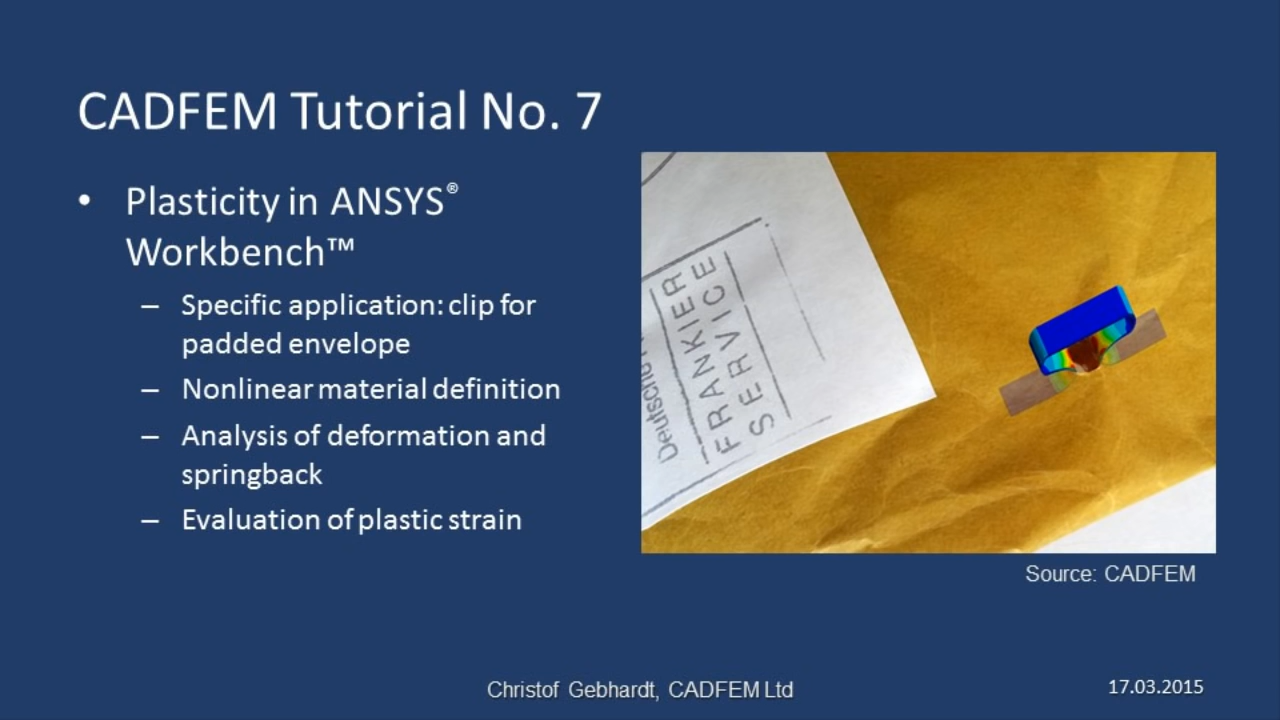 CADFEM Tutorial No. 7
• Plasticity in ANSYS®
Workbench™
– Specific application: clip for
padded envelope
– Nonlinear material definition
– Analysis of deformation and
springback
– Evaluation of plastic strain
FRANKIER
SERVICE
Source: CADFEM
Christof Gebhardt, CADFEM Ltd
17.03.2015